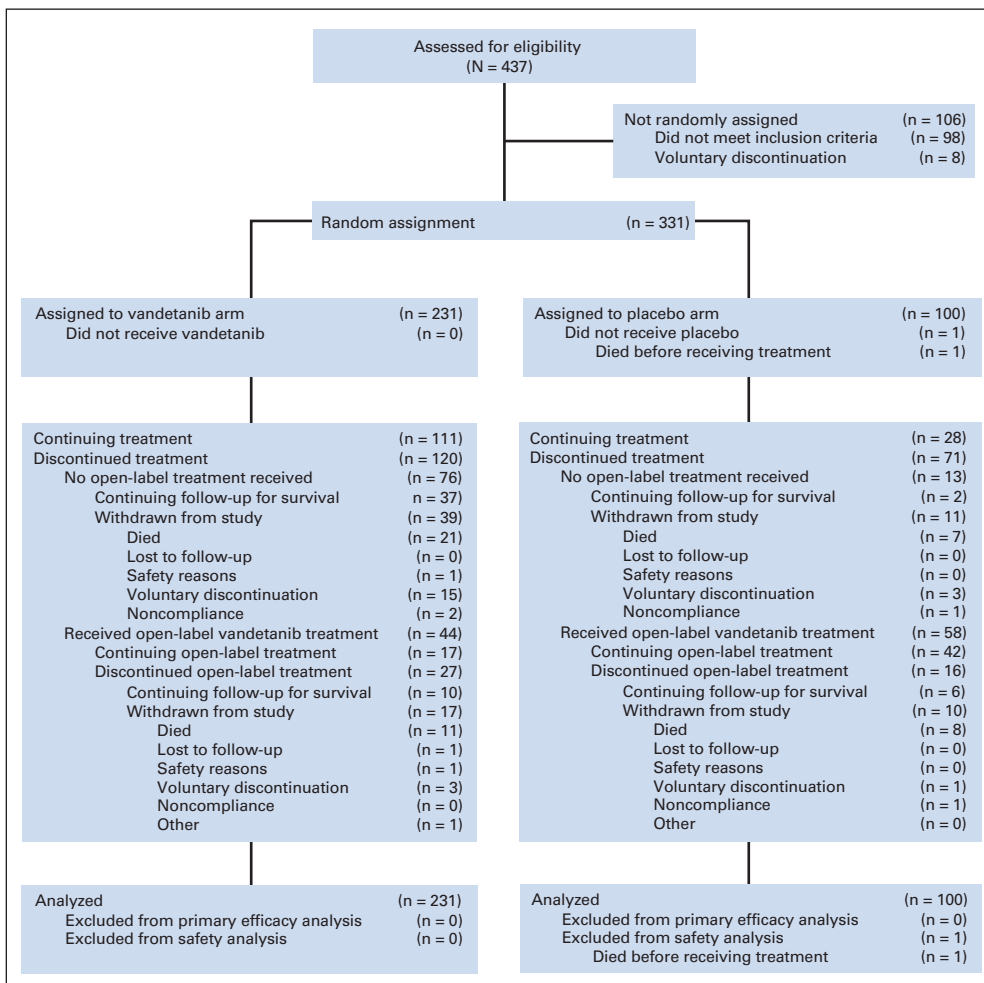 Assessed for eligibility
(N = 437)
Not randomly assigned (n = 106)
Did not meet inclusion criteria (n = 98)
Voluntary discontinuation (n = 8)
Random assignment (n = 331)
Assigned to vandetanib arm (n = 231)
Did not receive vandetanib (n = 0)
Assigned to placebo arm (n = 100)
Did not receive placebo (n = 1)
Died before receiving treatment (n = 1)
Continuing treatment (n = 111)
Discontinued treatment (n = 120)
No open-label treatment received (n = 76)
Continuing follow-up for survival n = 37)
Withdrawn from study (n = 39)
Died (n = 21)
Lost to follow-up (n = 0)
Safety reasons (n = 1)
Voluntary discontinuation (n = 15)
Noncompliance (n = 2)
Received open-label vandetanib treatment (n = 44)
Continuing open-label treatment (n = 17)
Discontinued open-label treatment (n = 27)
Continuing follow-up for survival (n = 10)
Withdrawn from study (n = 17)
Died (n = 11)
Lost to follow-up (n = 1)
Safety reasons (n = 1)
Voluntary discontinuation (n = 3)
Noncompliance (n = 0)
Other (n = 1)
Continuing treatment (n = 28)
Discontinued treatment (n = 71)
No open-label treatment received (n = 13)
Continuing follow-up for survival (n = 2)
Withdrawn from study (n = 11)
Died (n = 7)
Lost to follow-up (n = 0)
Safety reasons (n = 0)
Voluntary discontinuation (n = 3)
Noncompliance (n = 1)
Received open-label vandetanib treatment (n = 58)
Continuing open-label treatment (n = 42)
Discontinued open-label treatment (n = 16)
Continuing follow-up for survival (n = 6)
Withdrawn from study (n = 10)
Died (n = 8)
Lost to follow-up (n = 0)
Safety reasons (n = 0)
Voluntary discontinuation (n = 1)
Noncompliance (n = 1)
Other (n = 0)
Analyzed (n = 231)
Excluded from primary efficacy analysis (n = 0)
Excluded from safety analysis (n = 0)
Analyzed (n = 100)
Excluded from primary efficacy analysis (n = 0)
Excluded from safety analysis (n = 1)
Died before receiving treatment (n = 1)